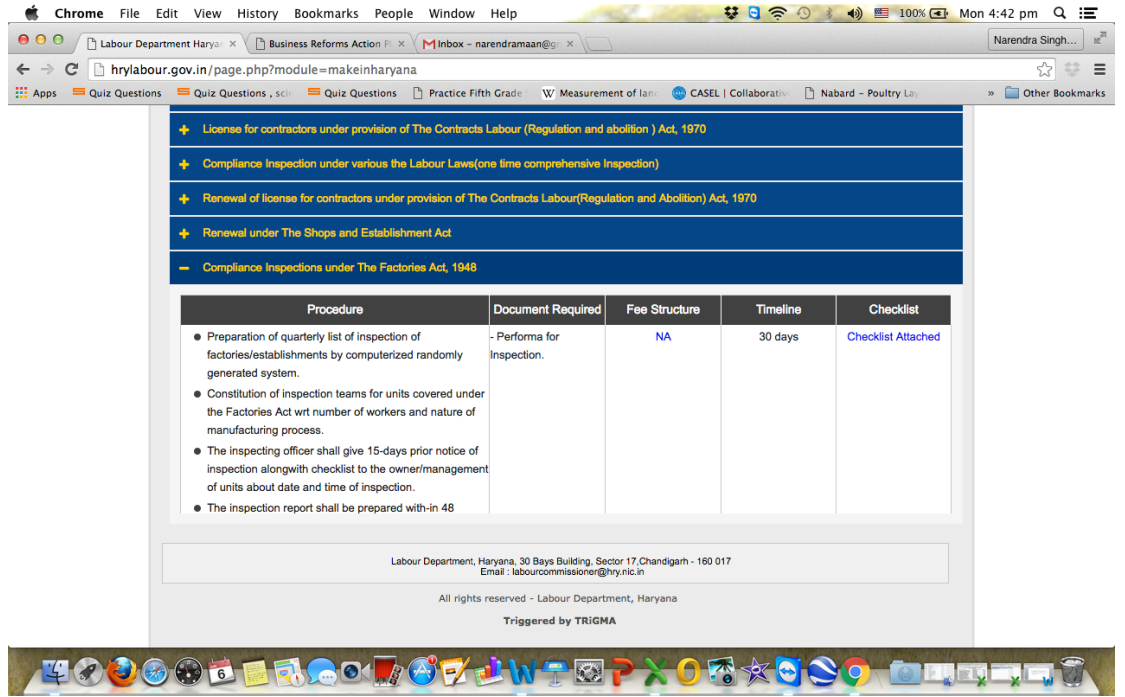 Chrome File Edit View History Bookmarks People Window Help 100% Mon 4:42 pm
Labour Department Haryan × Business Reforms Action Pl × Inbox – narendramaan@g × Narendra Singh...
hrylabour.gov.in/page.php?module=makeinharyana
Apps Quiz Questions Quiz Questions , scie Quiz Questions Practice Fifth Grade W Measurement of land CASEL | Collaborative Nabard – Poultry Lay » Other Bookmarks
+ License for contractors under provision of The Contracts Labour (Regulation and abolition ) Act, 1970
+ Compliance Inspection under various the Labour Laws(one time comprehensive Inspection)
+ Renewal of license for contractors under provision of The Contracts Labour(Regulation and Abolition) Act, 1970
+ Renewal under The Shops and Establishment Act
– Compliance Inspections under The Factories Act, 1948
Procedure Document Required Fee Structure Timeline Checklist
● Preparation of quarterly list of inspection of - Performa for NA 30 days Checklist Attached
factories/establishments by computerized randomly Inspection.
generated system.
● Constitution of inspection teams for units covered under
the Factories Act wrt number of workers and nature of
manufacturing process.
● The inspecting officer shall give 15-days prior notice of
inspection alongwith checklist to the owner/management
of units about date and time of inspection.
● The inspection report shall be prepared with-in 48
Labour Department, Haryana, 30 Bays Building, Sector 17,Chandigarh - 160 017
Email : labourcommissioner@hry.nic.in
All rights reserved - Labour Department, Haryana
Triggered by TRiGMA
6